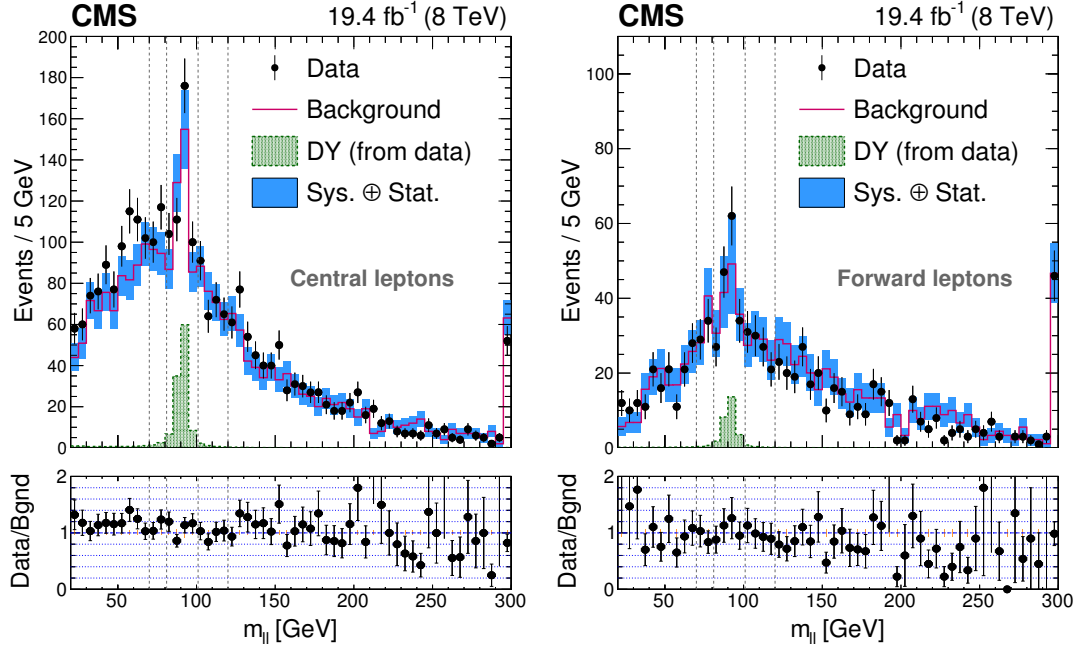 CMS 19.4 fb⁻¹ (8 TeV)
200
180
160
140
120
100
80
60
40
20
0
Events / 5 GeV
Data
Background
DY (from data)
Sys. ⊕ Stat.
Central leptons
2
1
0
Data/Bgnd
50 100 150 200 250 300
m_ll [GeV]
CMS 19.4 fb⁻¹ (8 TeV)
100
80
60
40
20
0
Events / 5 GeV
Data
Background
DY (from data)
Sys. ⊕ Stat.
Forward leptons
2
1
0
Data/Bgnd
50 100 150 200 250 300
m_ll [GeV]